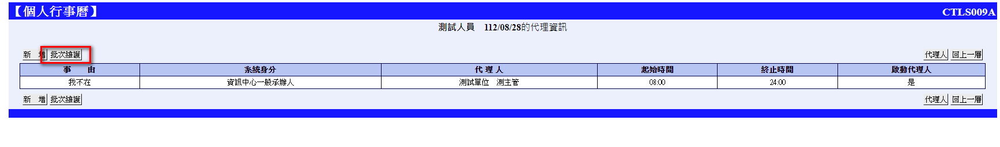 【個人行事曆】 CTLS009A
測試人員 112/08/28的代理資訊
新 增 批次維護 代理人 回上一層
事 由 系統身分 代 理 人 起始時間 終止時間 啟動代理人
我不在 資訊中心一般承辦人 測試單位 測主管 08:00 24:00 是
新 增 批次維護 代理人 回上一層